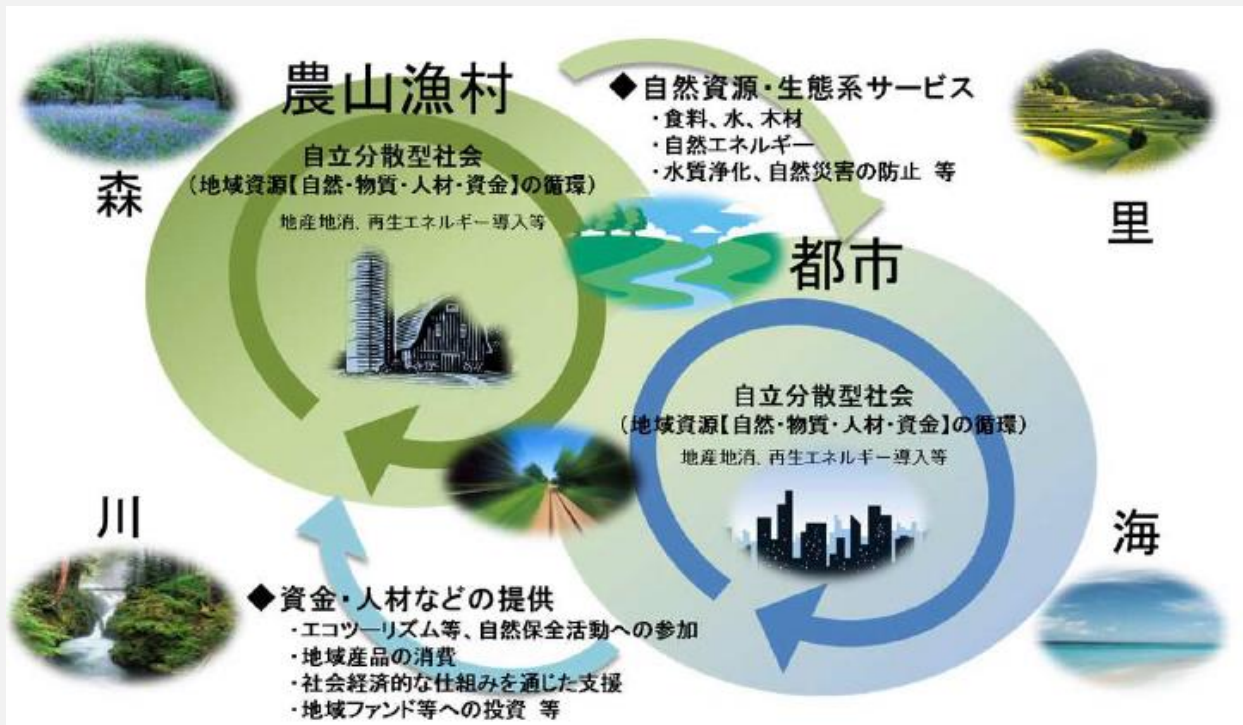 農山漁村
自立分散型社会
(地域資源【自然・物質・人材・資金】の循環)
地産地消、再生エネルギー導入等
◆自然資源・生態系サービス
・食料、水、木材
・自然エネルギー
・水質浄化、自然災害の防止 等
森
里
都市
自立分散型社会
(地域資源【自然・物質・人材・資金】の循環)
地産地消、再生エネルギー導入等
川
海
◆資金・人材などの提供
・エコツーリズム等、自然保全活動への参加
・地域産品の消費
・社会経済的な仕組みを通じた支援
・地域ファンド等への投資 等